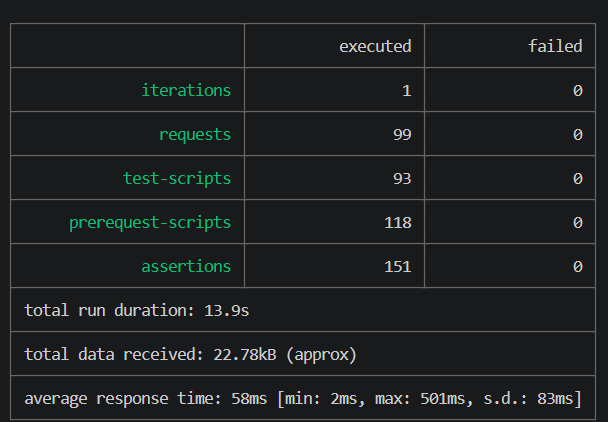 executed failed
iterations 1 0
requests 99 0
test-scripts 93 0
prerequest-scripts 118 0
assertions 151 0
total run duration: 13.9s
total data received: 22.78kB (approx)
average response time: 58ms [min: 2ms, max: 501ms, s.d.: 83ms]